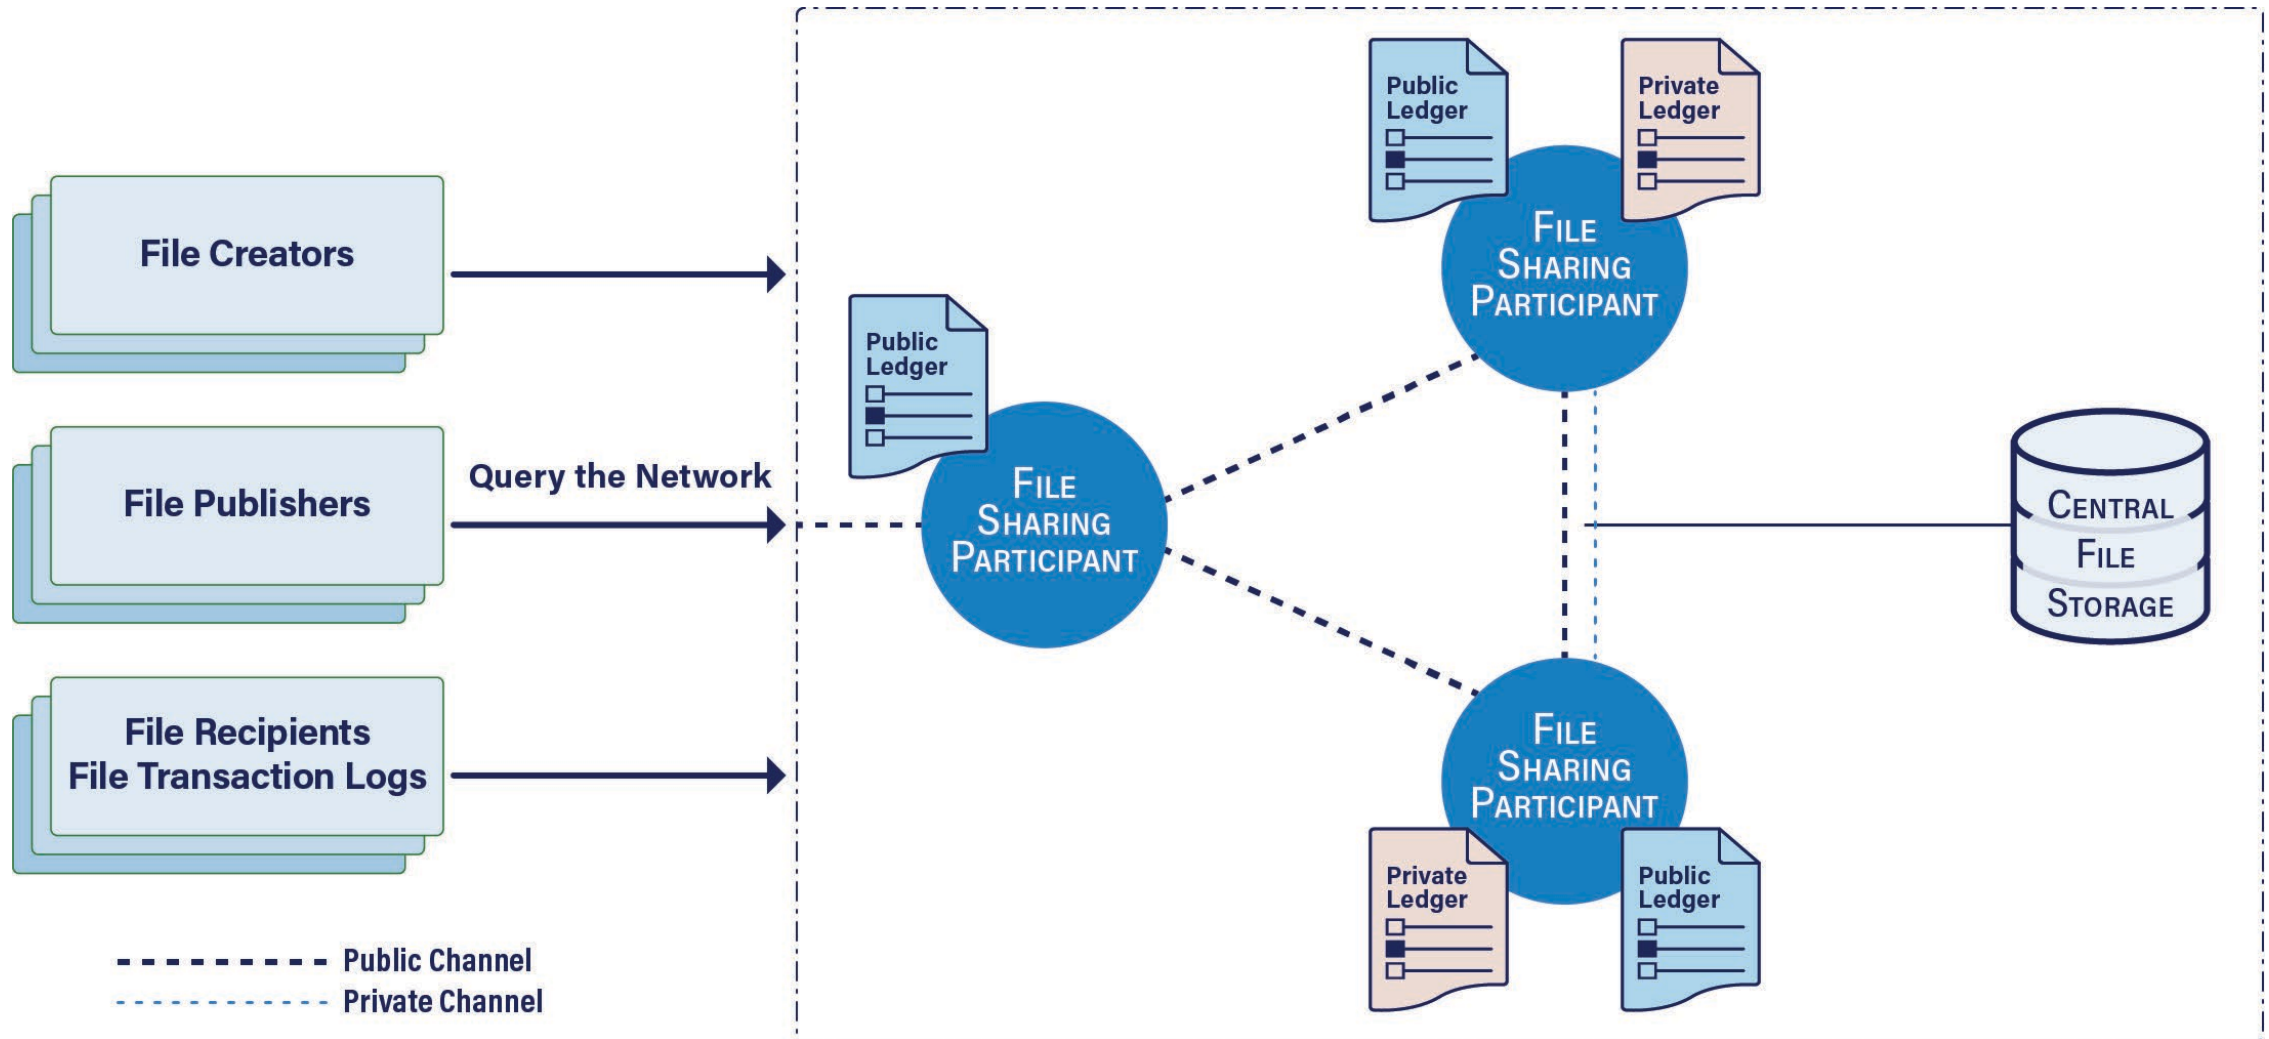 File Creators
File Publishers
File Recipients
File Transaction Logs
Query the Network
Public Channel
Private Channel
Public
Ledger
FILE
SHARING
PARTICIPANT
Public
Ledger
Private
Ledger
FILE
SHARING
PARTICIPANT
FILE
SHARING
PARTICIPANT
Private
Ledger
Public
Ledger
CENTRAL
FILE
STORAGE